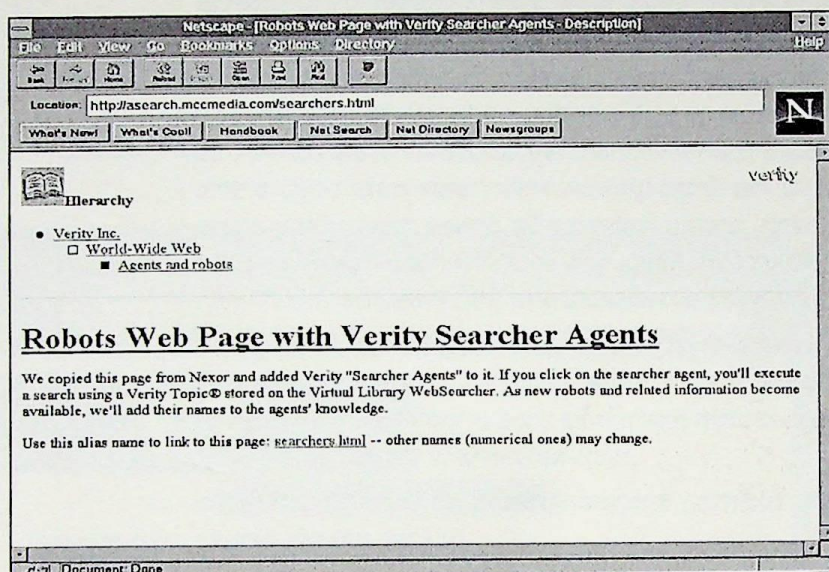 Netscape - [Robots Web Page with Verity Searcher Agents - Description]
File Edit View Go Bookmarks Options Directory Help
Back Home Reload Open Print Find
Location: http://asearch.mccmedia.com/searchers.html
N
What's New! What's Cool! Handbook Net Search Net Directory Newsgroups
verity
Hierarchy
Verity Inc.
World-Wide Web
Agents and robots
Robots Web Page with Verity Searcher Agents
We copied this page from Nexor and added Verity "Searcher Agents" to it. If you click on the searcher agent, you'll execute
a search using a Verity Topic® stored on the Virtual Library WebSearcher. As new robots and related information become
available, we'll add their names to the agents' knowledge.
Use this alias name to link to this page: searchers.html -- other names (numerical ones) may change.
Document: Done